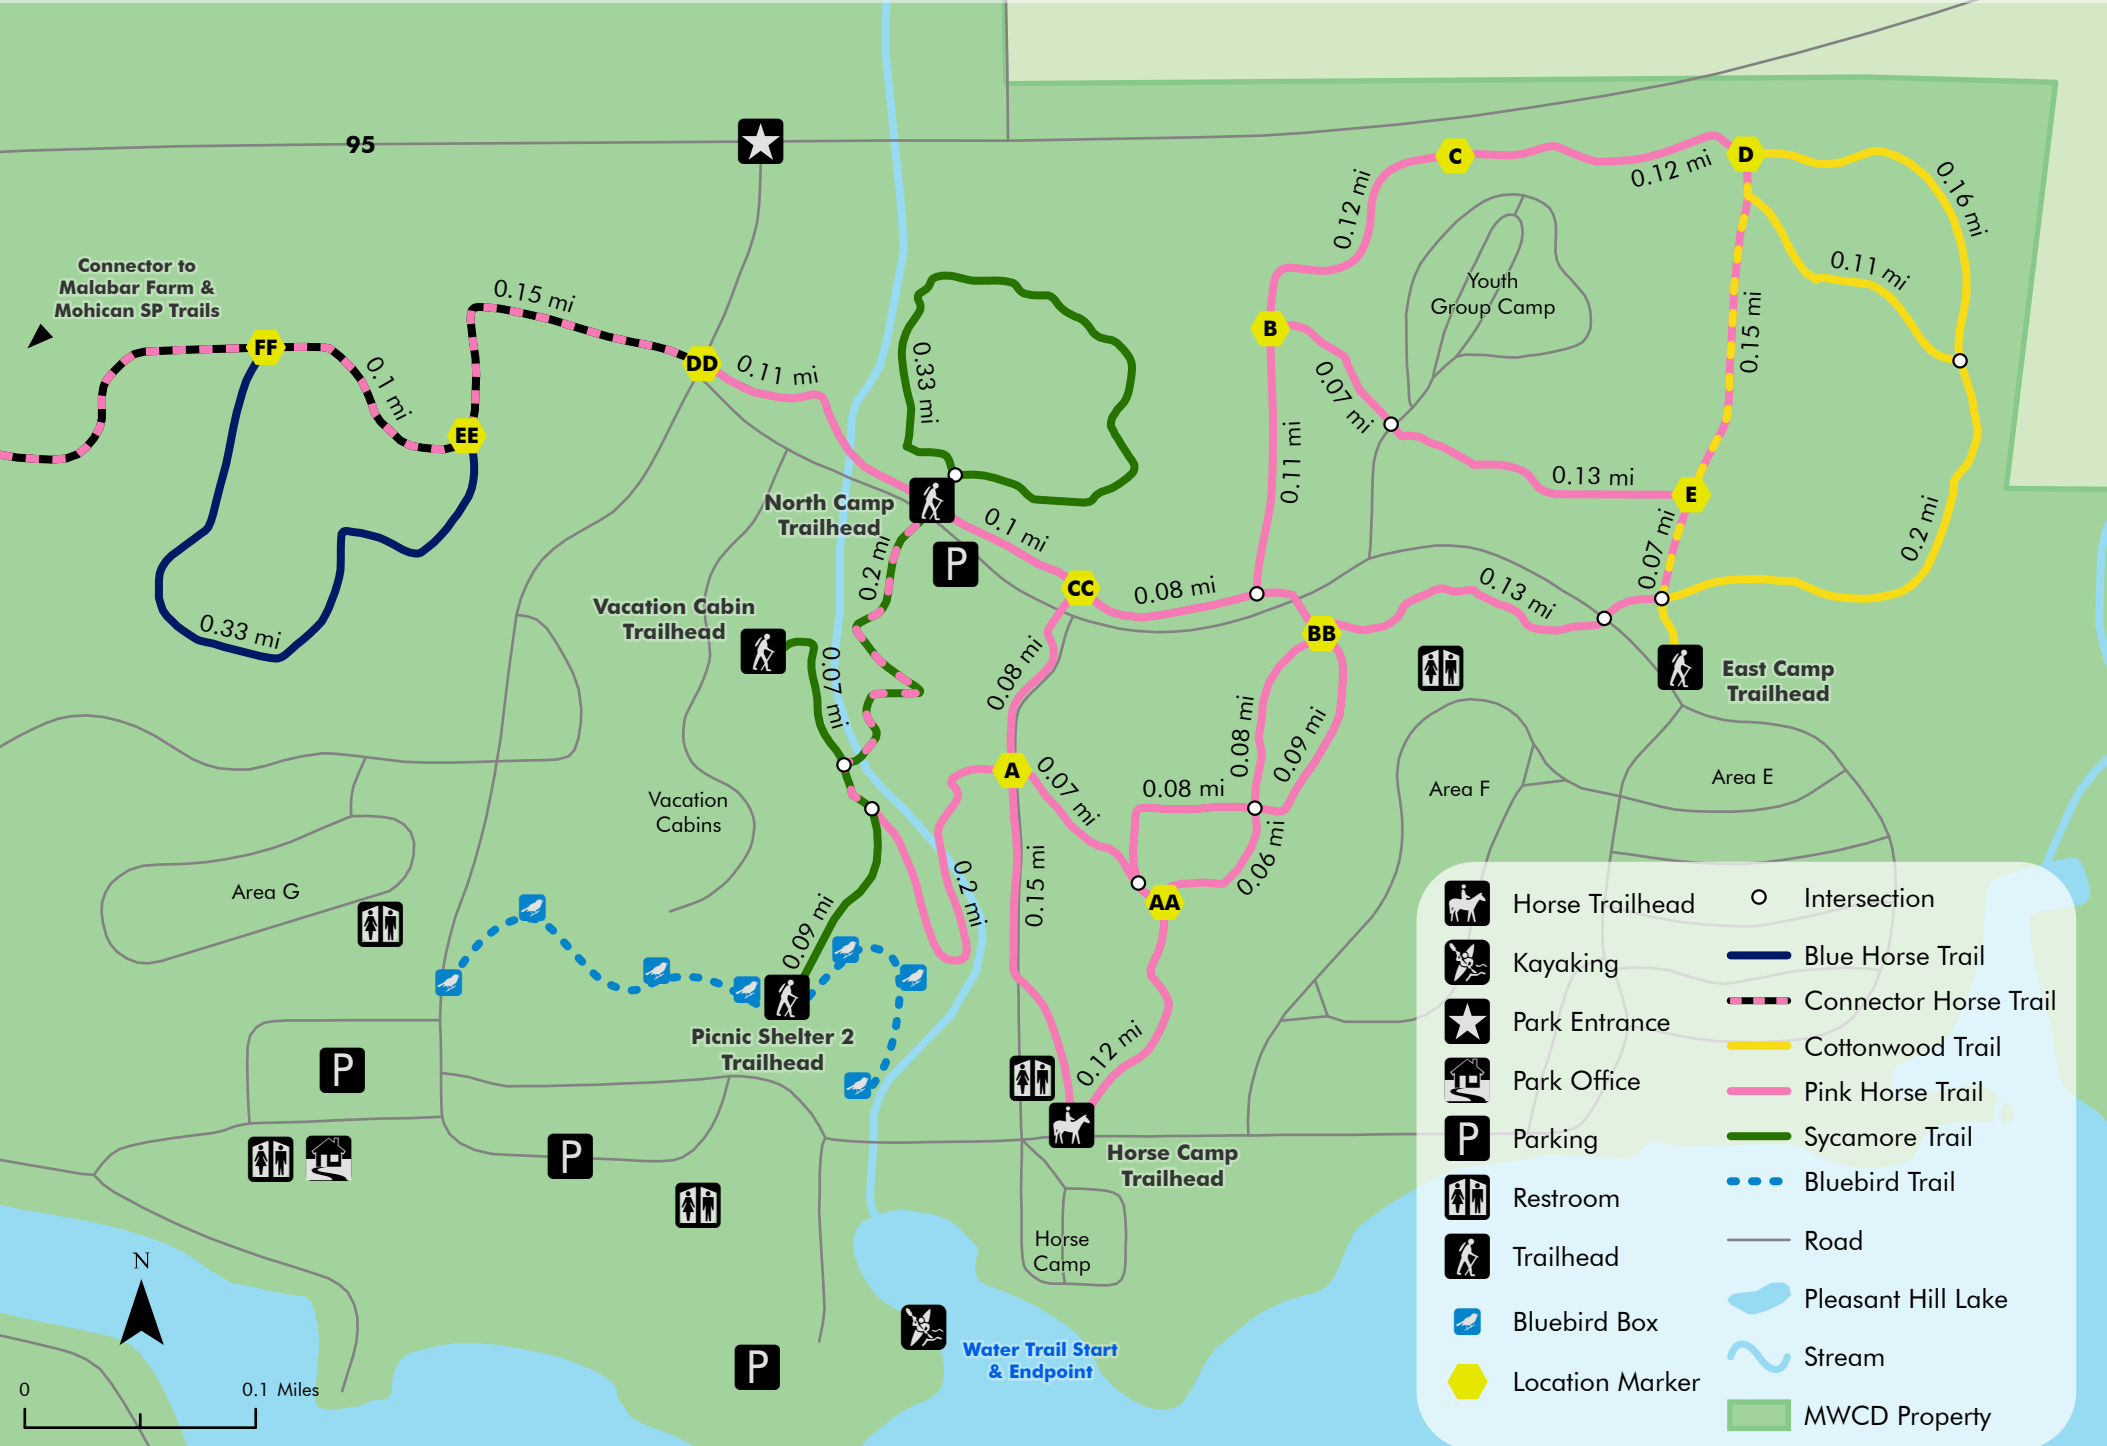 95
Connector to
Malabar Farm &
Mohican SP Trails
FF
0.1 mi
EE
0.15 mi
DD
0.11 mi
0.33 mi
0.33 mi
North Camp
Trailhead
P
0.1 mi
0.2 mi
CC
0.08 mi
B
0.12 mi
C
0.12 mi
D
0.16 mi
0.11 mi
0.15 mi
Youth
Group Camp
0.07 mi
0.11 mi
0.13 mi
E
0.07 mi
0.2 mi
0.13 mi
BB
East Camp
Trailhead
Vacation Cabin
Trailhead
0.07 mi
0.08 mi
A
0.07 mi
0.08 mi
0.08 mi
0.09 mi
0.06 mi
AA
0.15 mi
0.2 mi
0.12 mi
Vacation
Cabins
Area G
Area F
Area E
0.09 mi
Picnic Shelter 2
Trailhead
P
P
P
Horse Camp
Trailhead
Horse
Camp
Water Trail Start
& Endpoint
N
0
0.1 Miles
Horse Trailhead
Kayaking
Park Entrance
Park Office
P
Parking
Restroom
Trailhead
Bluebird Box
Location Marker
Intersection
Blue Horse Trail
Connector Horse Trail
Cottonwood Trail
Pink Horse Trail
Sycamore Trail
Bluebird Trail
Road
Pleasant Hill Lake
Stream
MWCD Property